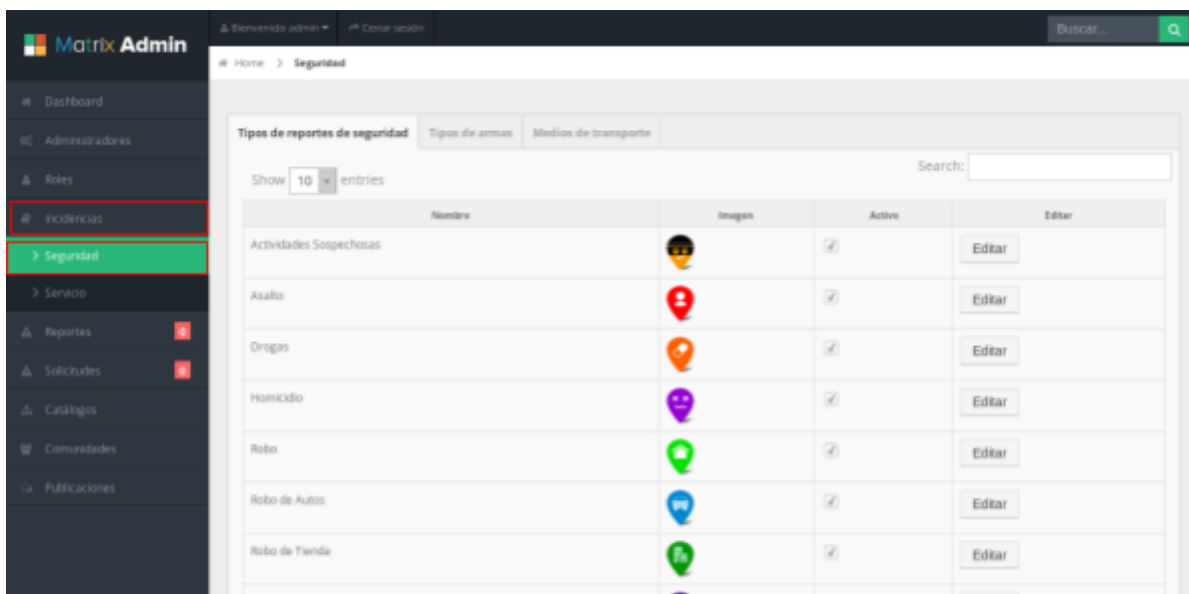 Matrix Admin
Bienvenido admin
Cerrar sesión
Buscar...
Home > Seguridad
Dashboard
Administradores
Roles
Incidencias
> Seguridad
> Servicio
Reportes 0
Solicitudes 0
Catálogos
Comunidades
Publicaciones
Tipos de reportes de seguridad Tipos de armas Medios de transporte
Show 10 entries
Search:
Nombre Imagen Activo Editar
Actividades Sospechosas Editar
Asalto Editar
Drogas Editar
Homicidio Editar
Robo Editar
Robo de Autos Editar
Robo de Tienda Editar